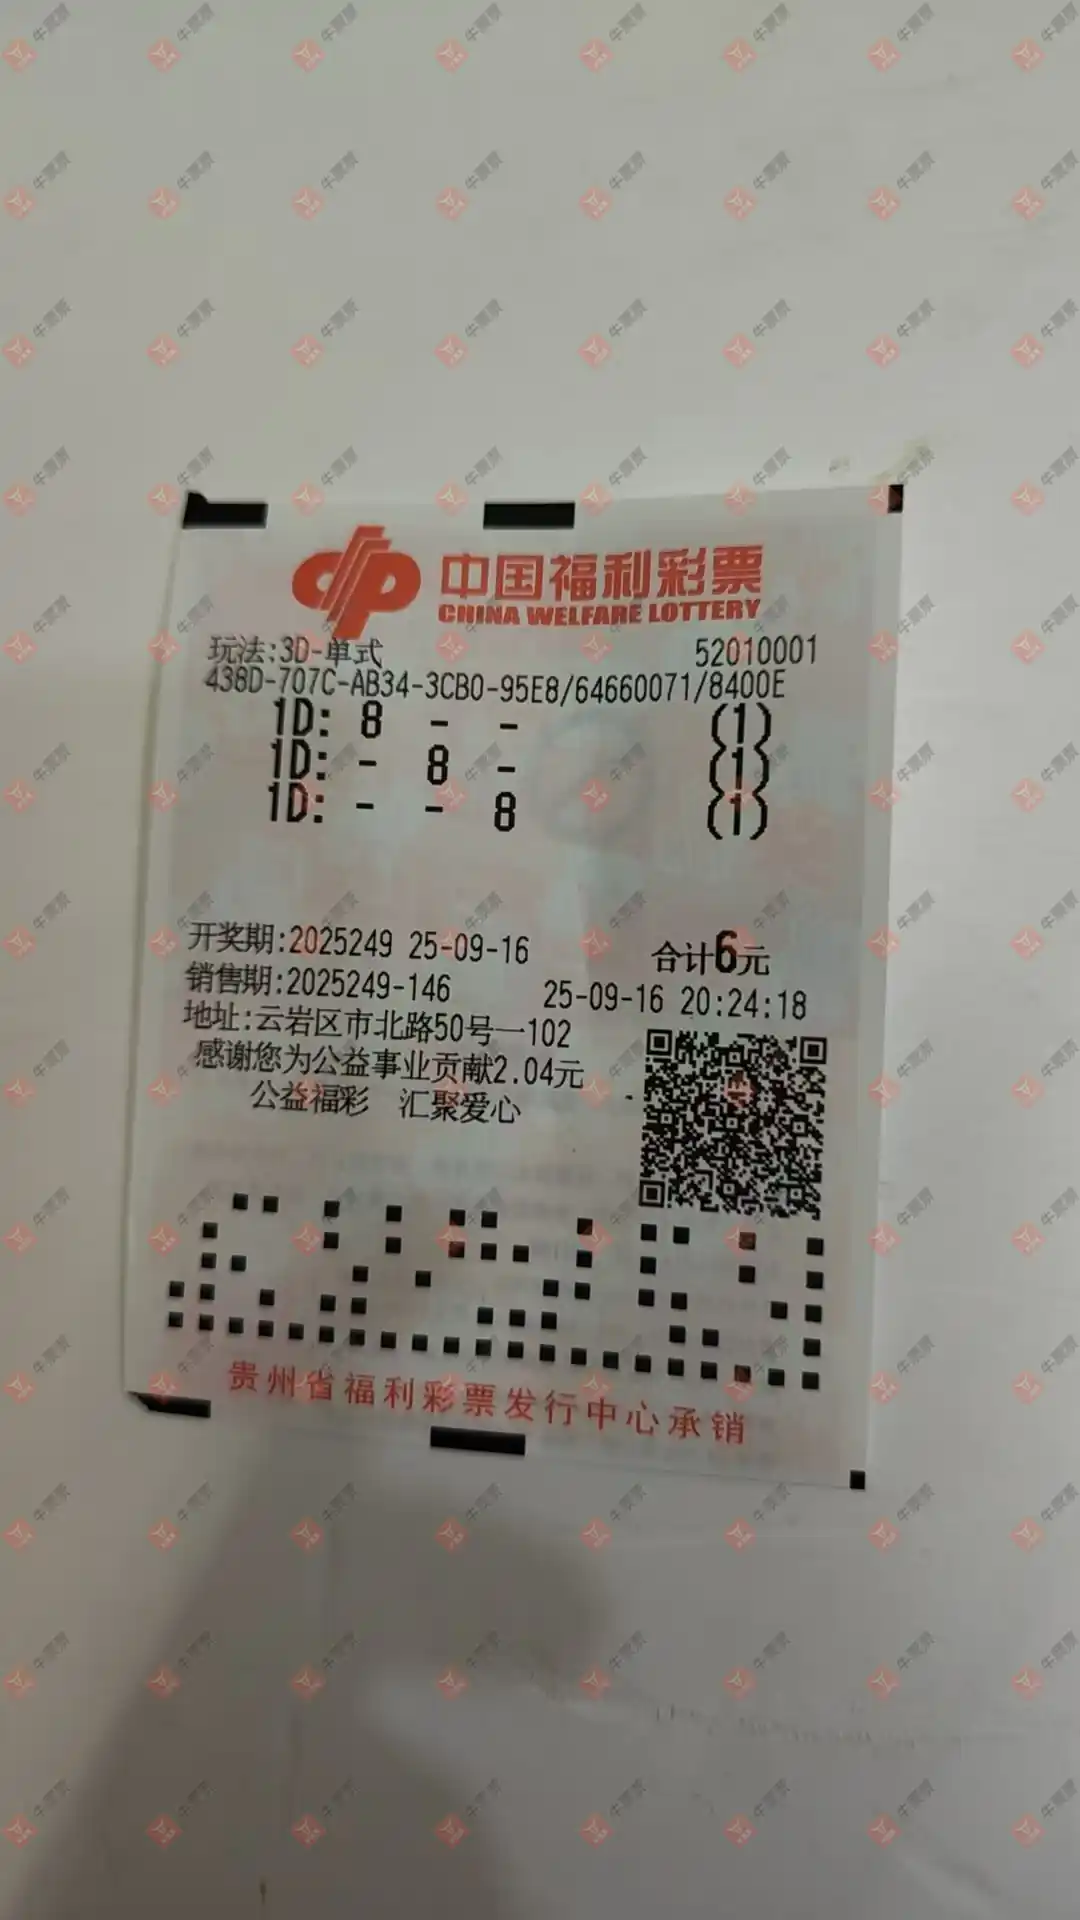 中国福利彩票
CHINA WELFARE LOTTERY
玩法:3D-单式 52010001
438D-707C-AB34-3CB0-95E8/64660071/8400E
1D: 8 - - (1)
1D: - 8 - (1)
1D: - - 8 (1)
开奖期:2025249 25-09-16 合计6元
销售期:2025249-146 25-09-16 20:24:18
地址:云岩区市北路50号一102
感谢您为公益事业贡献2.04元
公益福彩 汇聚爱心
贵州省福利彩票发行中心承销